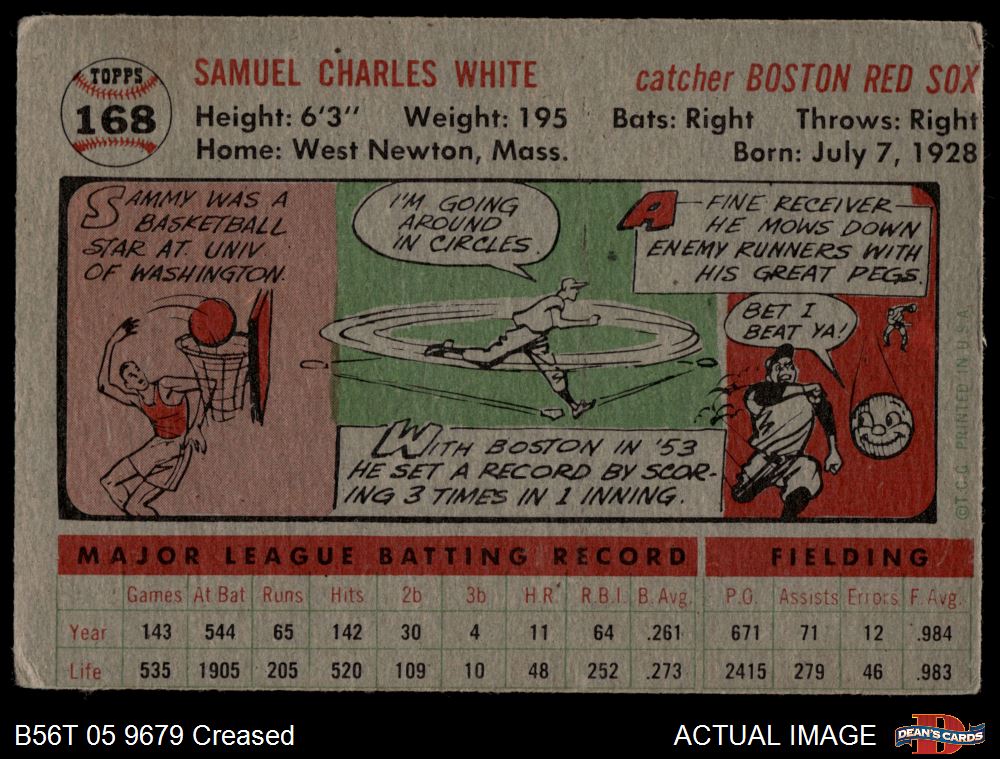 TOPPS
168
SAMUEL CHARLES WHITE
catcher BOSTON RED SOX
Height: 6'3" Weight: 195 Bats: Right Throws: Right
Home: West Newton, Mass. Born: July 7, 1928
SAMMY WAS A
BASKETBALL
STAR AT UNIV.
OF WASHINGTON.
I'M GOING
AROUND
IN CIRCLES.
WITH BOSTON IN '53
HE SET A RECORD BY SCOR-
ING 3 TIMES IN 1 INNING.
A FINE RECEIVER
HE MOWS DOWN
ENEMY RUNNERS WITH
HIS GREAT PEGS.
BET I
BEAT YA!
©T.C.G. PRINTED IN U.S.A.
MAJOR LEAGUE BATTING RECORD FIELDING
Games At Bat Runs Hits 2b 3b H.R. R.B.I. B. Avg. P.O. Assists Errors F. Avg.
Year 143 544 65 142 30 4 11 64 .261 671 71 12 .984
Life 535 1905 205 520 109 10 48 252 .273 2415 279 46 .983
B56T 05 9679 Creased ACTUAL IMAGE
B
DEAN'S CARDS